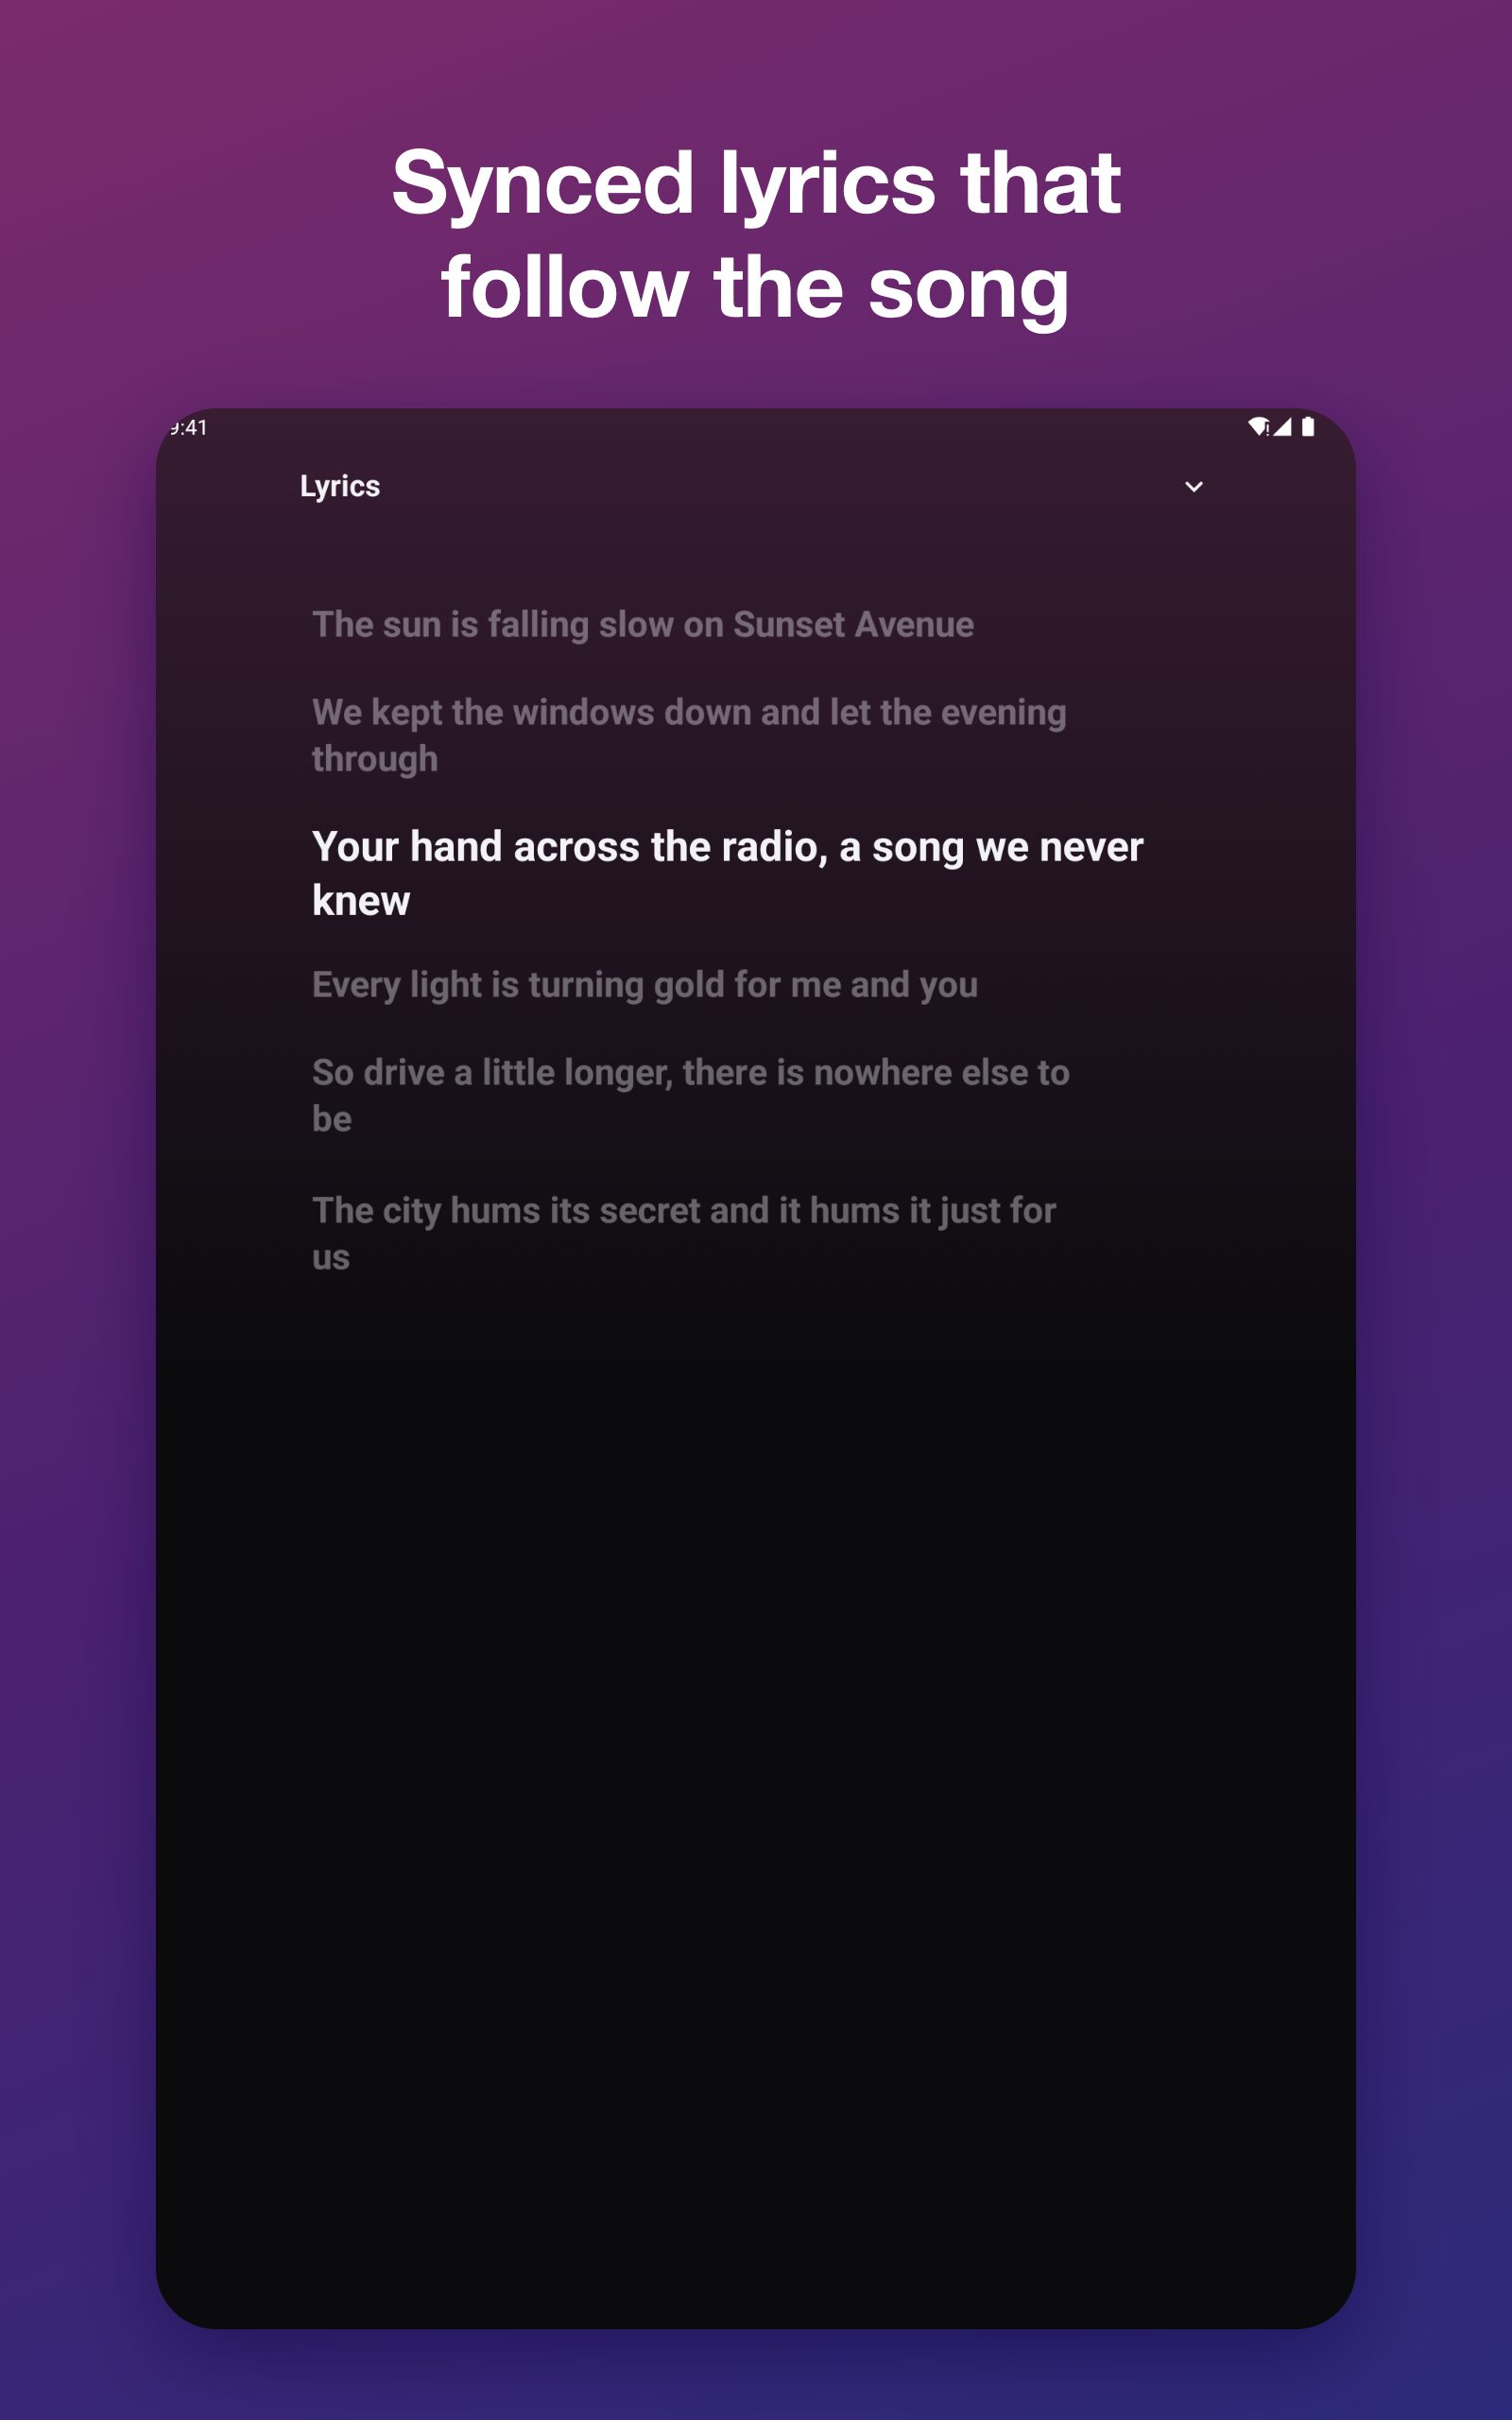 Synced lyrics that
follow the song
9:41
Lyrics
The sun is falling slow on Sunset Avenue
We kept the windows down and let the evening
through
Your hand across the radio, a song we never
knew
Every light is turning gold for me and you
So drive a little longer, there is nowhere else to
be
The city hums its secret and it hums it just for
us